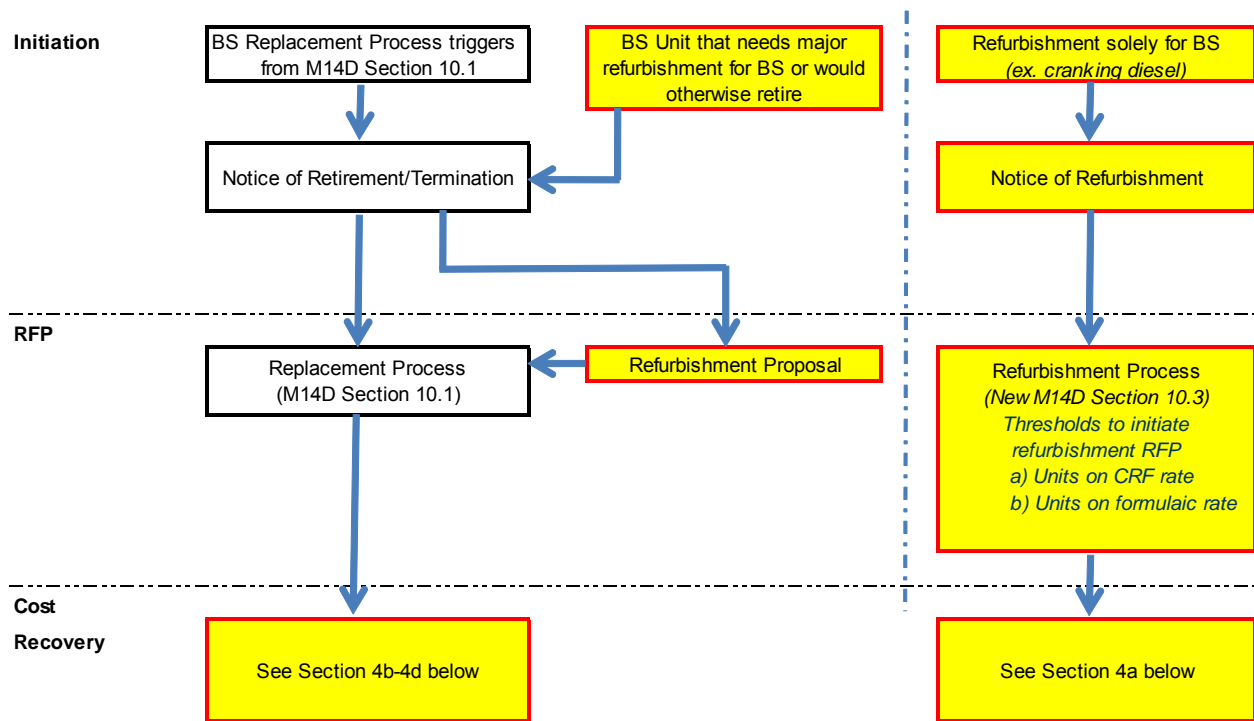 Initiation
BS Replacement Process triggers
from M14D Section 10.1
BS Unit that needs major
refurbishment for BS or would
otherwise retire
Refurbishment solely for BS
(ex. cranking diesel)
Notice of Retirement/Termination
Notice of Refurbishment
RFP
Replacement Process
(M14D Section 10.1)
Refurbishment Proposal
Refurbishment Process
(New M14D Section 10.3)
Thresholds to initiate
refurbishment RFP
a) Units on CRF rate
b) Units on formulaic rate
Cost
Recovery
See Section 4b-4d below
See Section 4a below